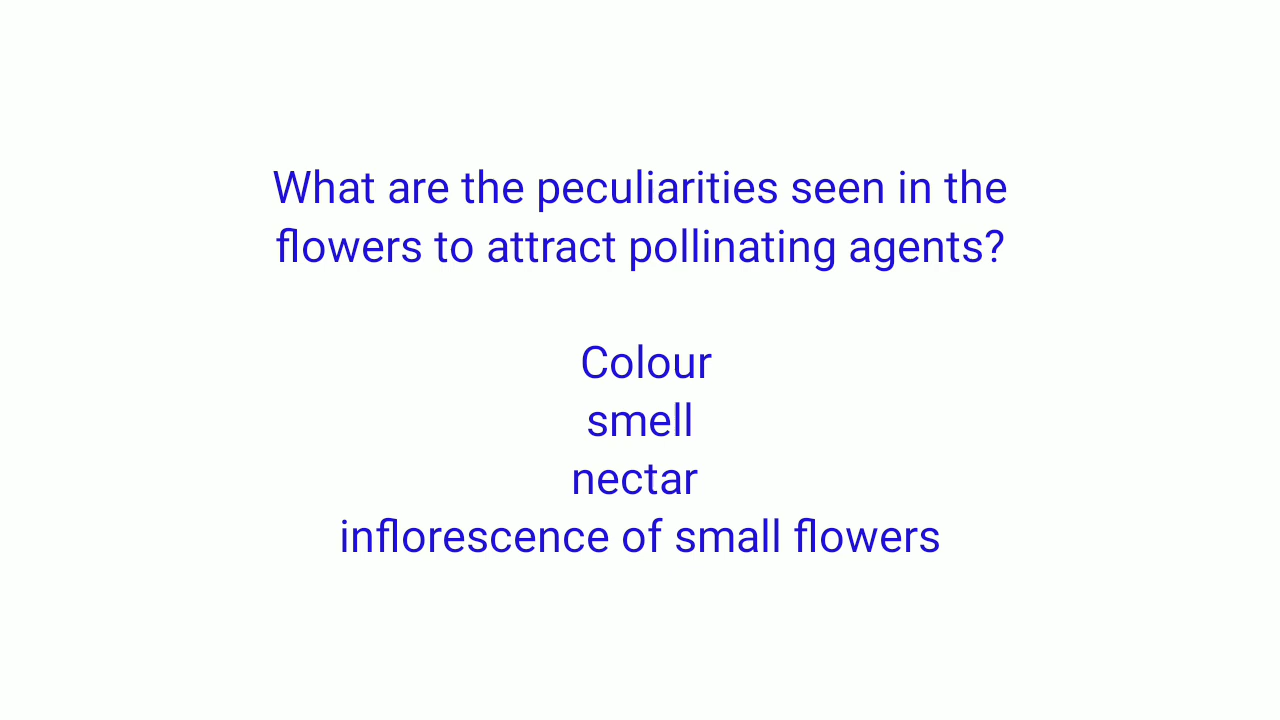 What are the peculiarities seen in the
flowers to attract pollinating agents?
Colour
smell
nectar
inflorescence of small flowers